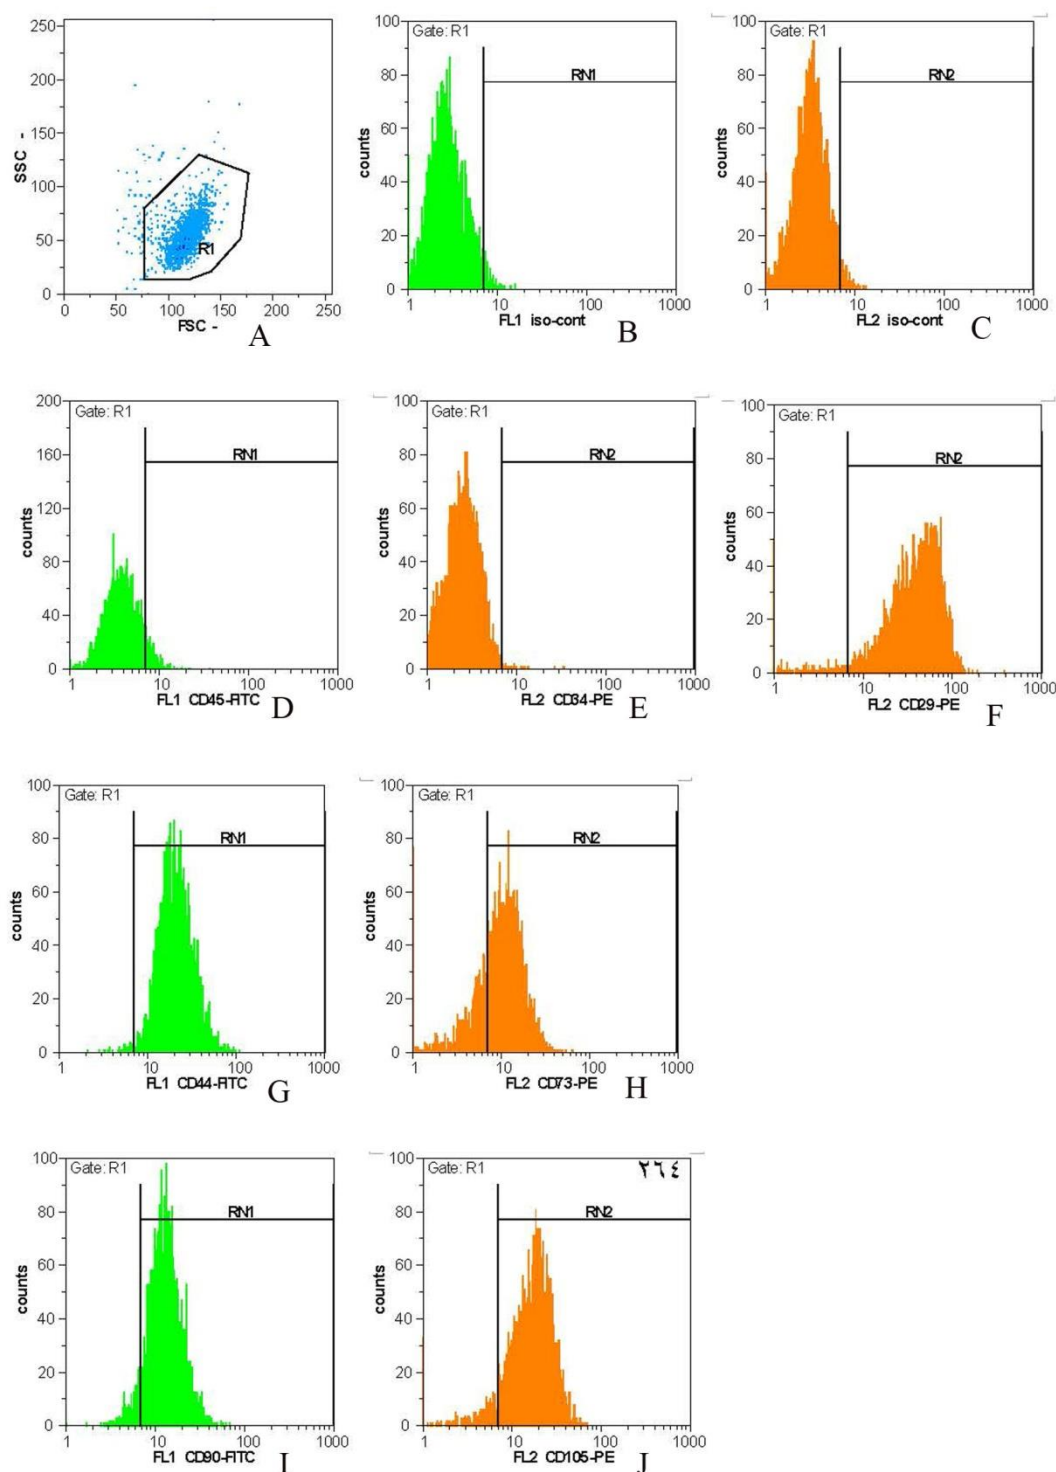 250
200
150
100
50
0
SSC -
R1
0 50 100 150 200 250
FSC -
A
Gate: R1
RN1
100
80
60
40
20
0
counts
1 10 100 1000
FL1 iso-cont
B
Gate: R1
RN2
100
80
60
40
20
0
counts
1 10 100 1000
FL2 iso-cont
C
Gate: R1
RN1
200
160
120
80
40
0
counts
1 10 100 1000
FL1 CD45-FITC
D
Gate: R1
RN2
100
80
60
40
20
0
counts
1 10 100 1000
FL2 CD34-PE
E
Gate: R1
RN2
100
80
60
40
20
0
counts
1 10 100 1000
FL2 CD29-PE
F
Gate: R1
RN1
100
80
60
40
20
0
counts
1 10 100 1000
FL1 CD44-FITC
G
Gate: R1
RN2
100
80
60
40
20
0
counts
1 10 100 1000
FL2 CD73-PE
H
Gate: R1
RN1
100
80
60
40
20
0
counts
1 10 100 1000
FL1 CD90-FITC
I
Gate: R1
٢٦٤
RN2
100
80
60
40
20
0
counts
1 10 100 1000
FL2 CD105-PE
J